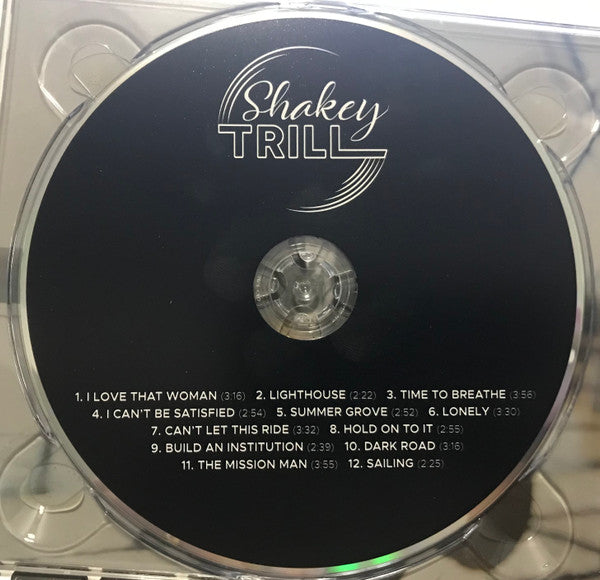 Shakey
TRILL
1. I LOVE THAT WOMAN (3:16) 2. LIGHTHOUSE (2:22) 3. TIME TO BREATHE (3:56)
4. I CAN'T BE SATISFIED (2:54) 5. SUMMER GROVE (2:52) 6. LONELY (3:30)
7. CAN'T LET THIS RIDE (3:32) 8. HOLD ON TO IT (2:55)
9. BUILD AN INSTITUTION (2:39) 10. DARK ROAD (3:16)
11. THE MISSION MAN (3:55) 12. SAILING (2:25)